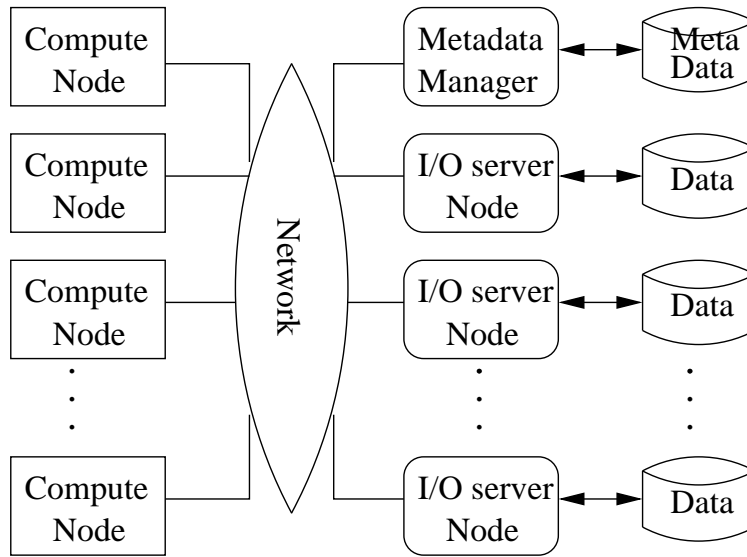 Compute
Node
Metadata
Manager
Meta
Data
Compute
Node
I/O server
Node
Data
Network
Compute
Node
I/O server
Node
Data
Compute
Node
I/O server
Node
Data